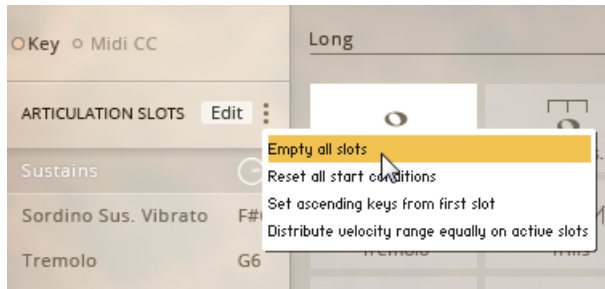 Key Midi CC
Long
ARTICULATION SLOTS Edit
Empty all slots
Sustains
Reset all start conditions
Sordino Sus. Vibrato
Set ascending keys from first slot
Distribute velocity range equally on active slots
Tremolo G6